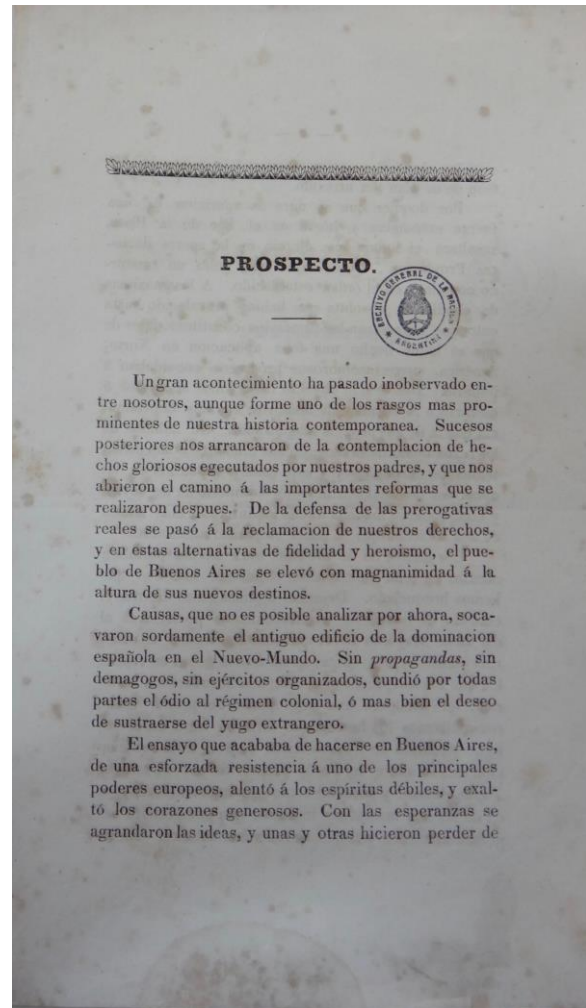 PROSPECTO.
ARCHIVO GENERAL DE LA NACION
* ARGENTINA *
Un gran acontecimiento ha pasado inobservado en-
tre nosotros, aunque forme uno de los rasgos mas pro-
minentes de nuestra historia contemporanea. Sucesos
posteriores nos arrancaron de la contemplacion de he-
chos gloriosos egecutados por nuestros padres, y que nos
abrieron el camino á las importantes reformas que se
realizaron despues. De la defensa de las prerogativas
reales se pasó á la reclamacion de nuestros derechos,
y en estas alternativas de fidelidad y heroismo, el pue-
blo de Buenos Aires se elevó con magnanimidad á la
altura de sus nuevos destinos.
Causas, que no es posible analizar por ahora, soca-
varon sordamente el antiguo edificio de la dominacion
española en el Nuevo-Mundo. Sin propagandas, sin
demagogos, sin ejércitos organizados, cundió por todas
partes el ódio al régimen colonial, ó mas bien el deseo
de sustraerse del yugo extrangero.
El ensayo que acababa de hacerse en Buenos Aires,
de una esforzada resistencia á uno de los principales
poderes europeos, alentó á los espíritus débiles, y exal-
tó los corazones generosos. Con las esperanzas se
agrandaron las ideas, y unas y otras hicieron perder de